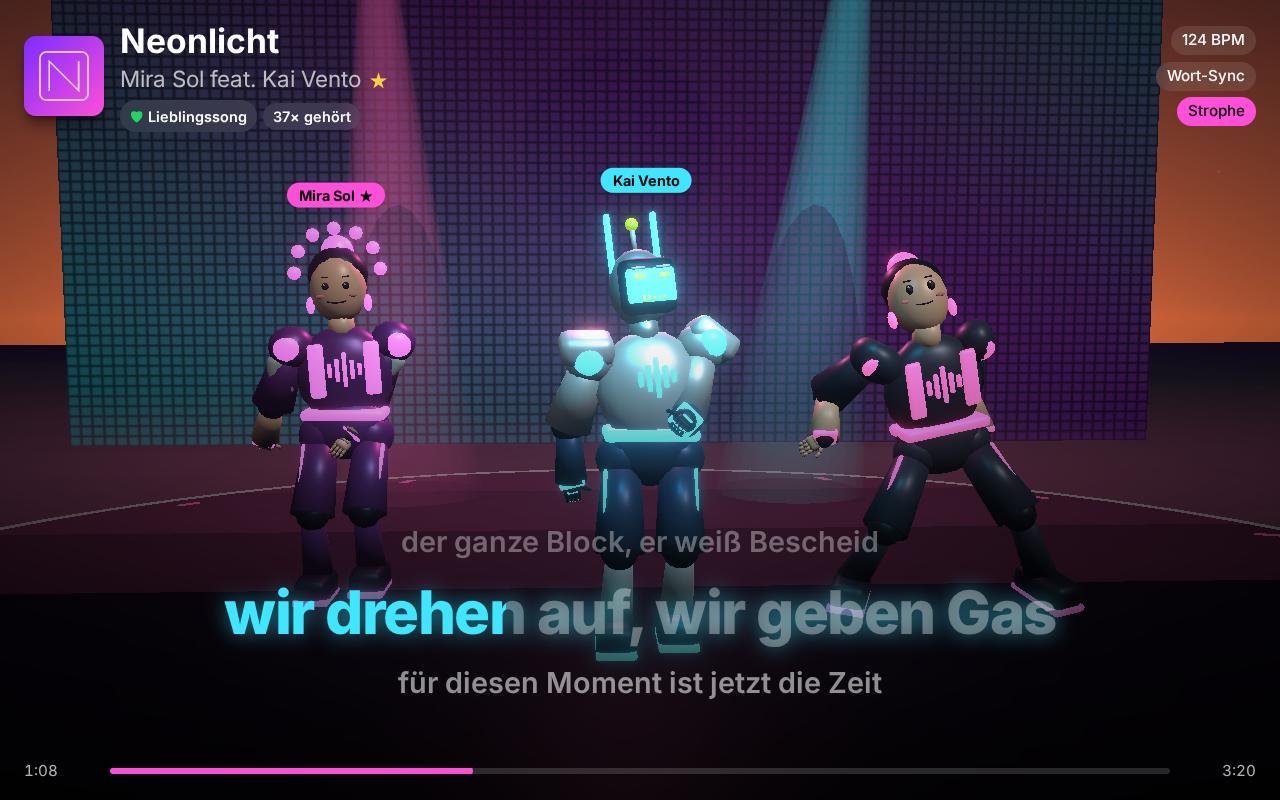 N
Neonlicht
Mira Sol feat. Kai Vento ★
Lieblingssong
37× gehört
124 BPM
Wort-Sync
Strophe
Mira Sol ★
Kai Vento
der ganze Block, er weiß Bescheid
wir drehen auf, wir geben Gas
für diesen Moment ist jetzt die Zeit
1:08
3:20